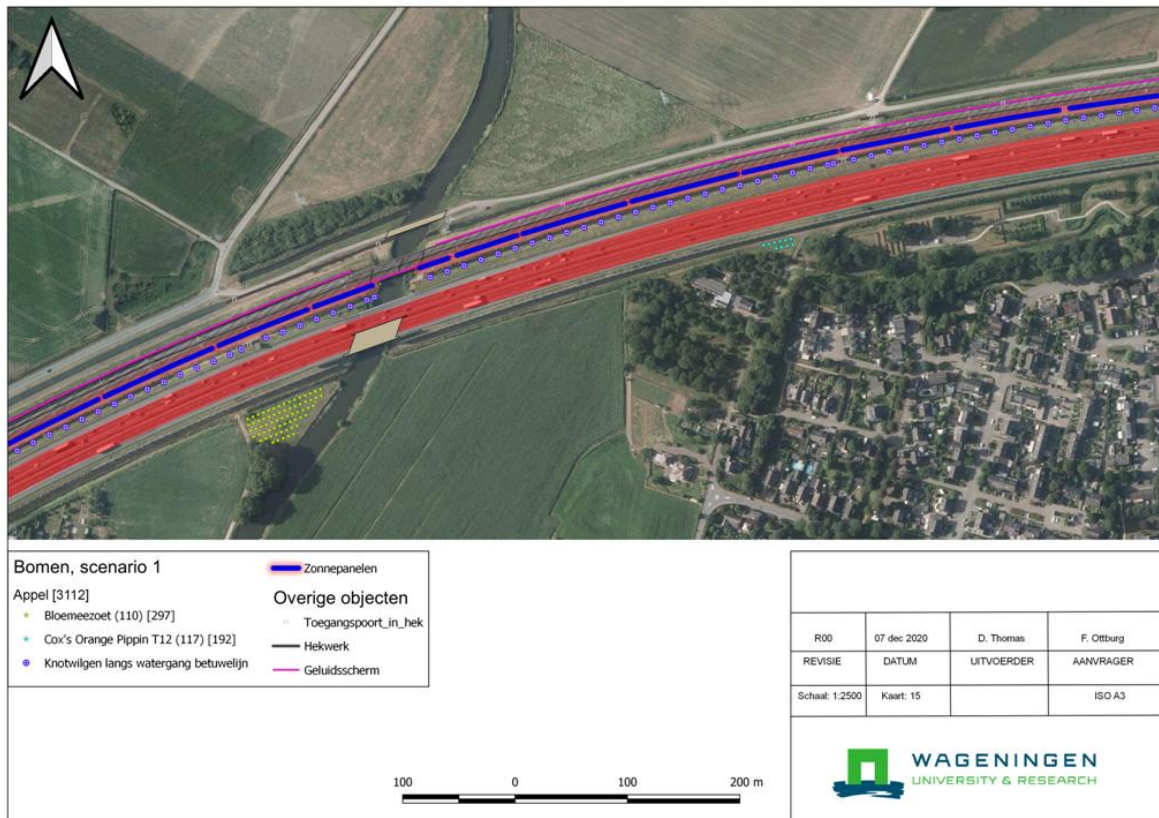 Bomen, scenario 1
Appel [3112]
Bloemeezoet (110) [297]
Cox's Orange Pippin T12 (117) [192]
Knotwilgen langs watergang betuwelijn
Zonnepanelen
Overige objecten
Toegangspoort_in_hek
Hekwerk
Geluidsscherm
100 0 100 200 m
R00 07 dec 2020 D. Thomas F. Ottburg
REVISIE DATUM UITVOERDER AANVRAGER
Schaal: 1:2500 Kaart: 15 ISO A3
WAGENINGEN
UNIVERSITY & RESEARCH